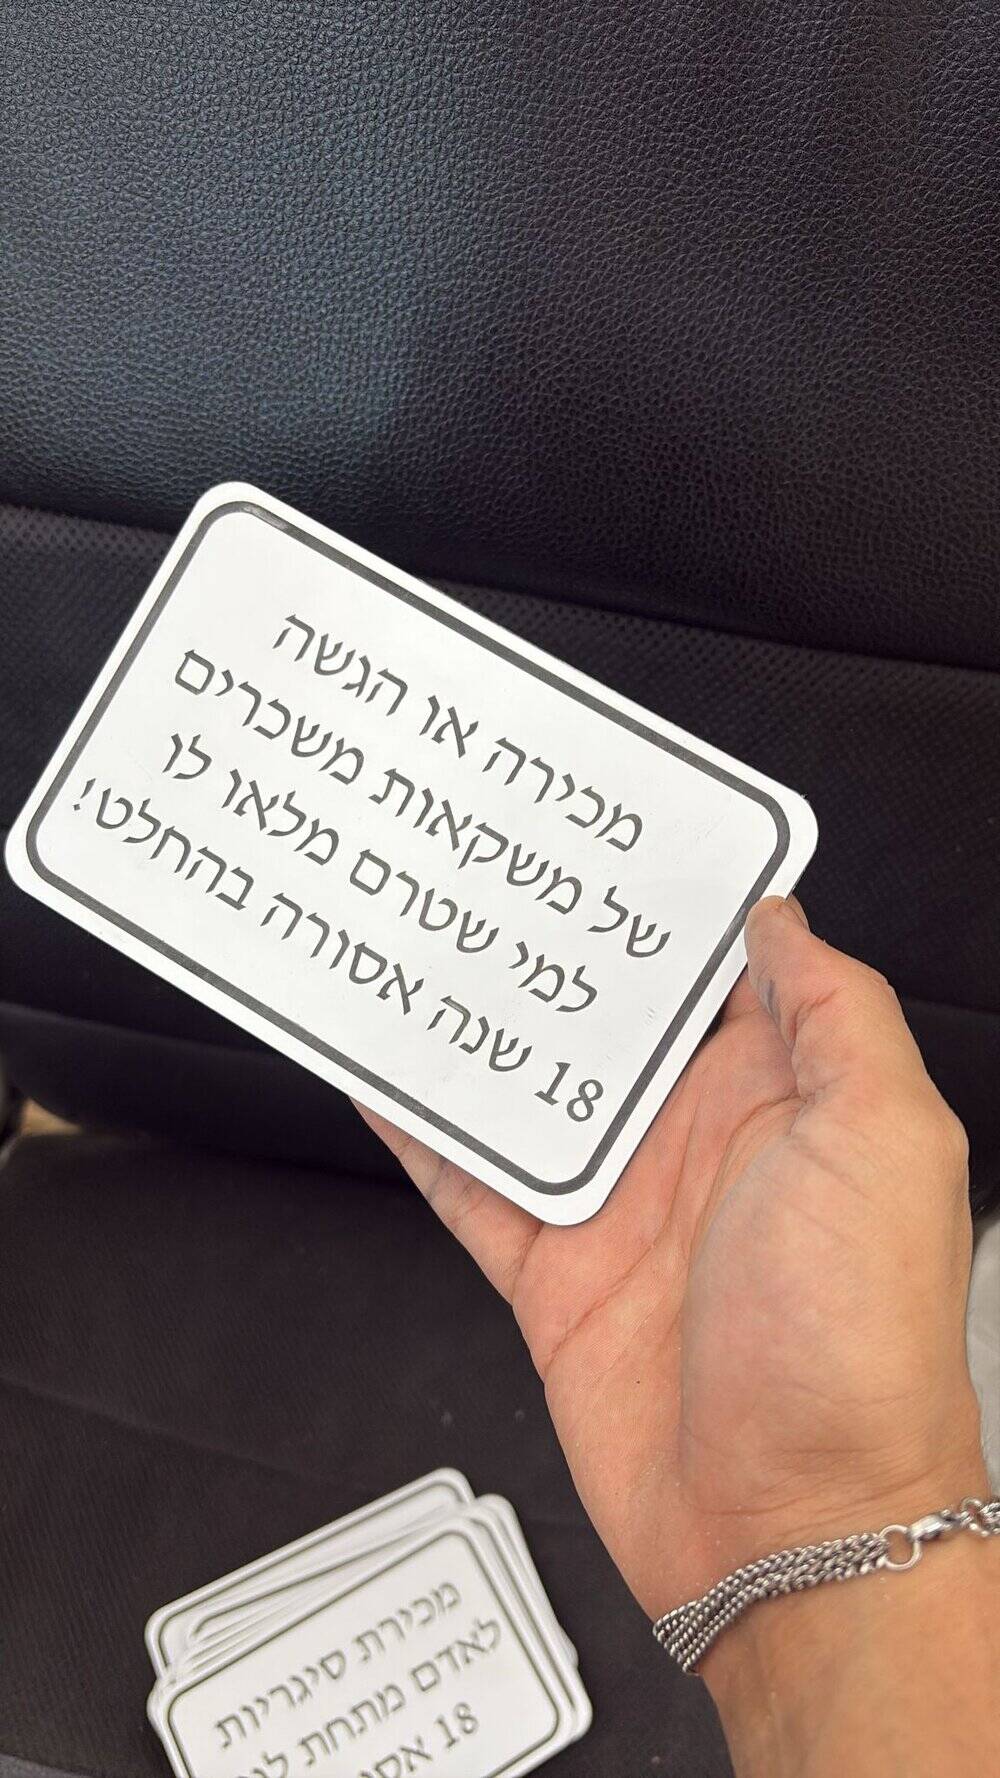 מכירה או הגשה
של משקאות משכרים
למי שטרם מלאו לו
18 שנה אסורה בהחלט!
מכירת סיגריות
לאדם מתחת
18